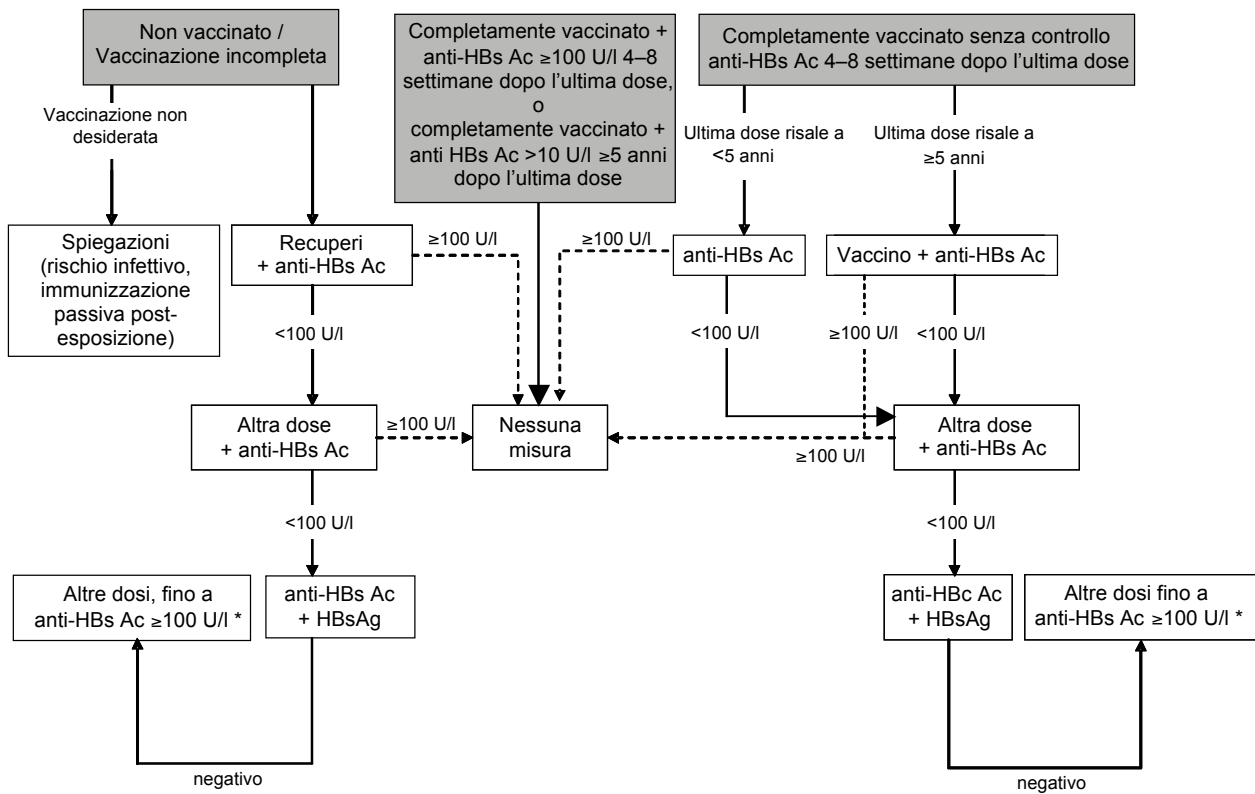 Non vaccinato /
Vaccinazione incompleta
Completamente vaccinato +
anti-HBs Ac ≥100 U/l 4–8
settimane dopo l'ultima dose,
o
completamente vaccinato +
anti HBs Ac >10 U/l ≥5 anni
dopo l'ultima dose
Completamente vaccinato senza controllo
anti-HBs Ac 4–8 settimane dopo l'ultima dose
Vaccinazione non
desiderata
Ultima dose risale a
<5 anni
Ultima dose risale a
≥5 anni
Spiegazioni
(rischio infettivo,
immunizzazione
passiva post-
esposizione)
Recuperi
+ anti-HBs Ac
≥100 U/l
≥100 U/l
anti-HBs Ac
Vaccino + anti-HBs Ac
<100 U/l
<100 U/l
≥100 U/l
<100 U/l
Altra dose
+ anti-HBs Ac
≥100 U/l
Nessuna
misura
≥100 U/l
Altra dose
+ anti-HBs Ac
<100 U/l
<100 U/l
Altre dosi, fino a
anti-HBs Ac ≥100 U/l *
anti-HBs Ac
+ HBsAg
anti-HBc Ac
+ HBsAg
Altre dosi fino a
anti-HBs Ac ≥100 U/l *
negativo
negativo